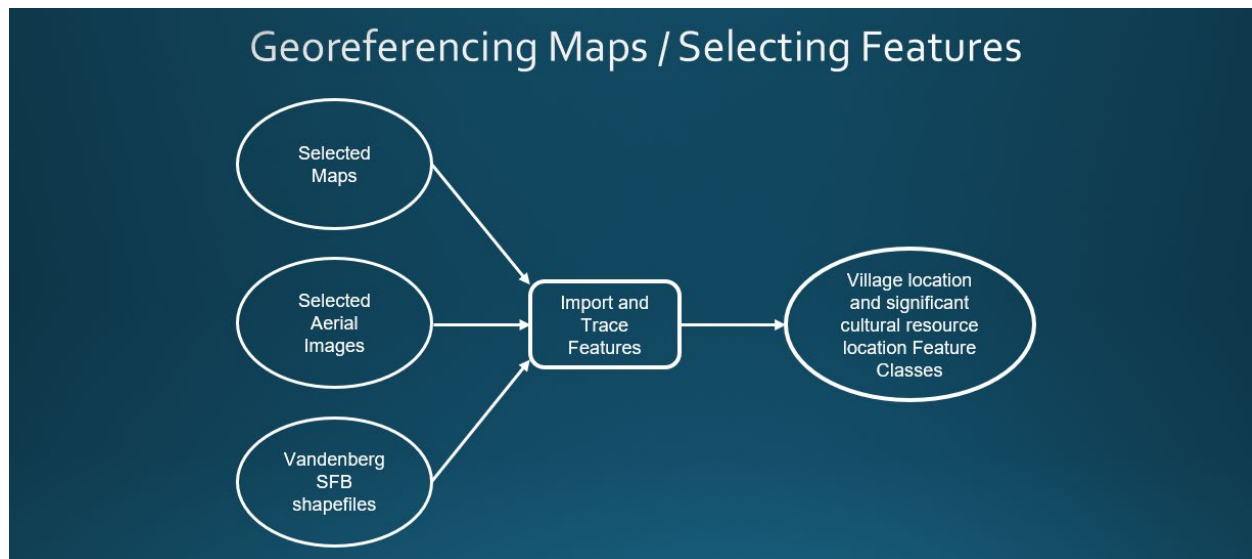 Georeferencing Maps / Selecting Features
Selected
Maps
Selected
Aerial
Images
Vandenberg
SFB
shapefiles
Import and
Trace
Features
Village location
and significant
cultural resource
location Feature
Classes